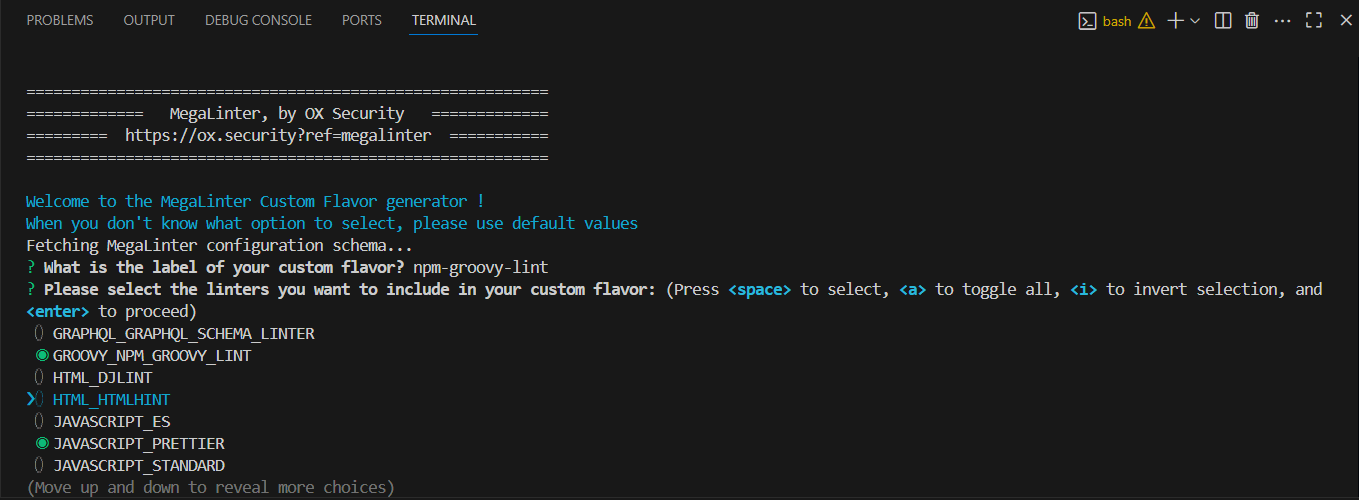 PROBLEMS OUTPUT DEBUG CONSOLE PORTS TERMINAL bash
==========================================================
============= MegaLinter, by OX Security =============
========= https://ox.security?ref=megalinter ===========
==========================================================
Welcome to the MegaLinter Custom Flavor generator !
When you don't know what option to select, please use default values
Fetching MegaLinter configuration schema...
? What is the label of your custom flavor? npm-groovy-lint
? Please select the linters you want to include in your custom flavor: (Press <space> to select, <a> to toggle all, <i> to invert selection, and
<enter> to proceed)
GRAPHQL_GRAPHQL_SCHEMA_LINTER
GROOVY_NPM_GROOVY_LINT
HTML_DJLINT
❯ HTML_HTMLHINT
JAVASCRIPT_ES
JAVASCRIPT_PRETTIER
JAVASCRIPT_STANDARD
(Move up and down to reveal more choices)